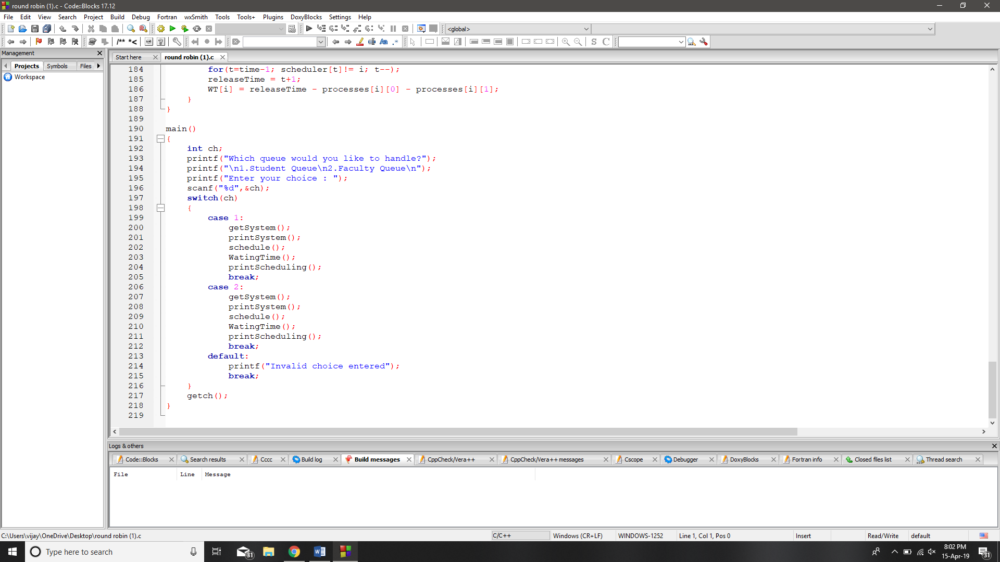 round robin (1).c - Code::Blocks 17.12
File Edit View Search Project Build Debug Fortran wxSmith Tools Tools+ Plugins DoxyBlocks Settings Help
<global>
/** *<
Aa .*
S C
Management
Start here round robin (1).c
Projects Symbols Files
Workspace
184 for(t=time-1; scheduler[t]!= i; t--);
185 releaseTime = t+1;
186 WT[i] = releaseTime - processes[i][0] - processes[i][1];
187 }
188 }
189
190 main()
191 {
192 int ch;
193 printf("Which queue would you like to handle?");
194 printf("\n1.Student Queue\n2.Faculty Queue\n");
195 printf("Enter your choice : ");
196 scanf("%d",&ch);
197 switch(ch)
198 {
199 case 1:
200 getSystem();
201 printSystem();
202 schedule();
203 WatingTime();
204 printScheduling();
205 break;
206 case 2:
207 getSystem();
208 printSystem();
209 schedule();
210 WatingTime();
211 printScheduling();
212 break;
213 default:
214 printf("Invalid choice entered");
215 break;
216 }
217 getch();
218 }
219
Logs & others
Code::Blocks Search results Cccc Build log Build messages CppCheck/Vera++ CppCheck/Vera++ messages Cscope Debugger DoxyBlocks Fortran info Closed files list Thread search
File Line Message
C:\Users\vijay\OneDrive\Desktop\round robin (1).c C/C++ Windows (CR+LF) WINDOWS-1252 Line 1, Col 1, Pos 0 Insert Read/Write default
Type here to search
31
8:02 PM
15-Apr-19
31